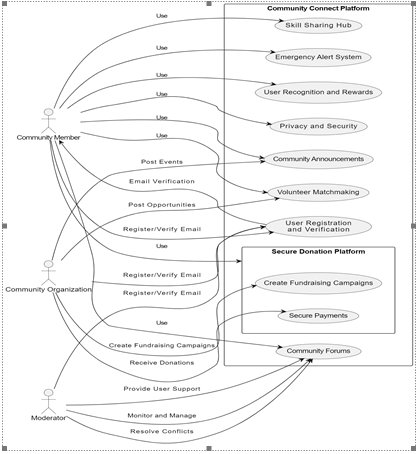 Community Connect Platform
Use
Skill Sharing Hub
Use
Emergency Alert System
Use
User Recognition and Rewards
Use
Privacy and Security
Community Member
Use
Use
Community Announcements
Post Events
Email Verification
Volunteer Matchmaking
Post Opportunities
User Registration
and Verification
Register/Verify Email
Use
Secure Donation Platform
Community Organization
Register/Verify Email
Create Fundraising Campaigns
Register/Verify Email
Secure Payments
Use
Create Fundraising Campaigns
Community Forums
Receive Donations
Provide User Support
Moderator
Monitor and Manage
Resolve Conflicts